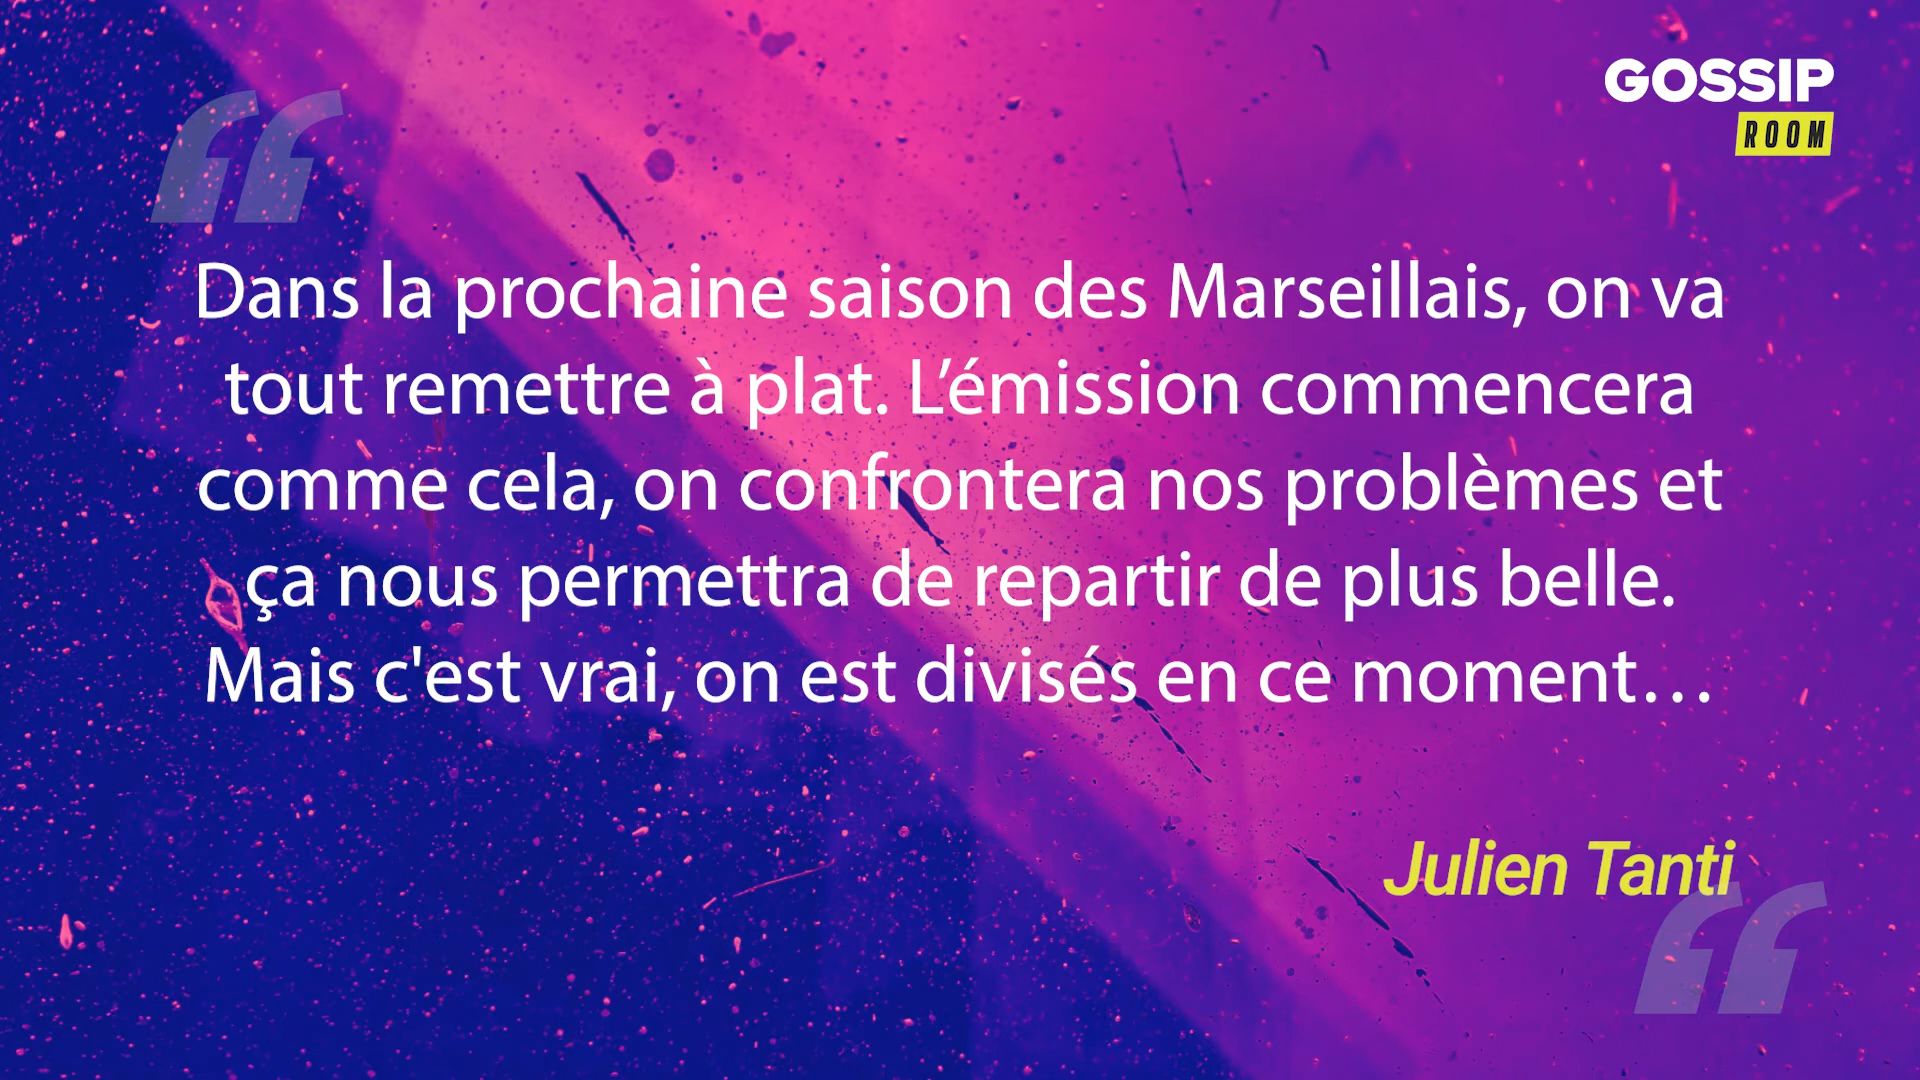 GOSSIP
ROOM
Dans la prochaine saison des Marseillais, on va
tout remettre à plat. L’émission commencera
comme cela, on confrontera nos problèmes et
ça nous permettra de repartir de plus belle.
Mais c'est vrai, on est divisés en ce moment…
Julien Tanti